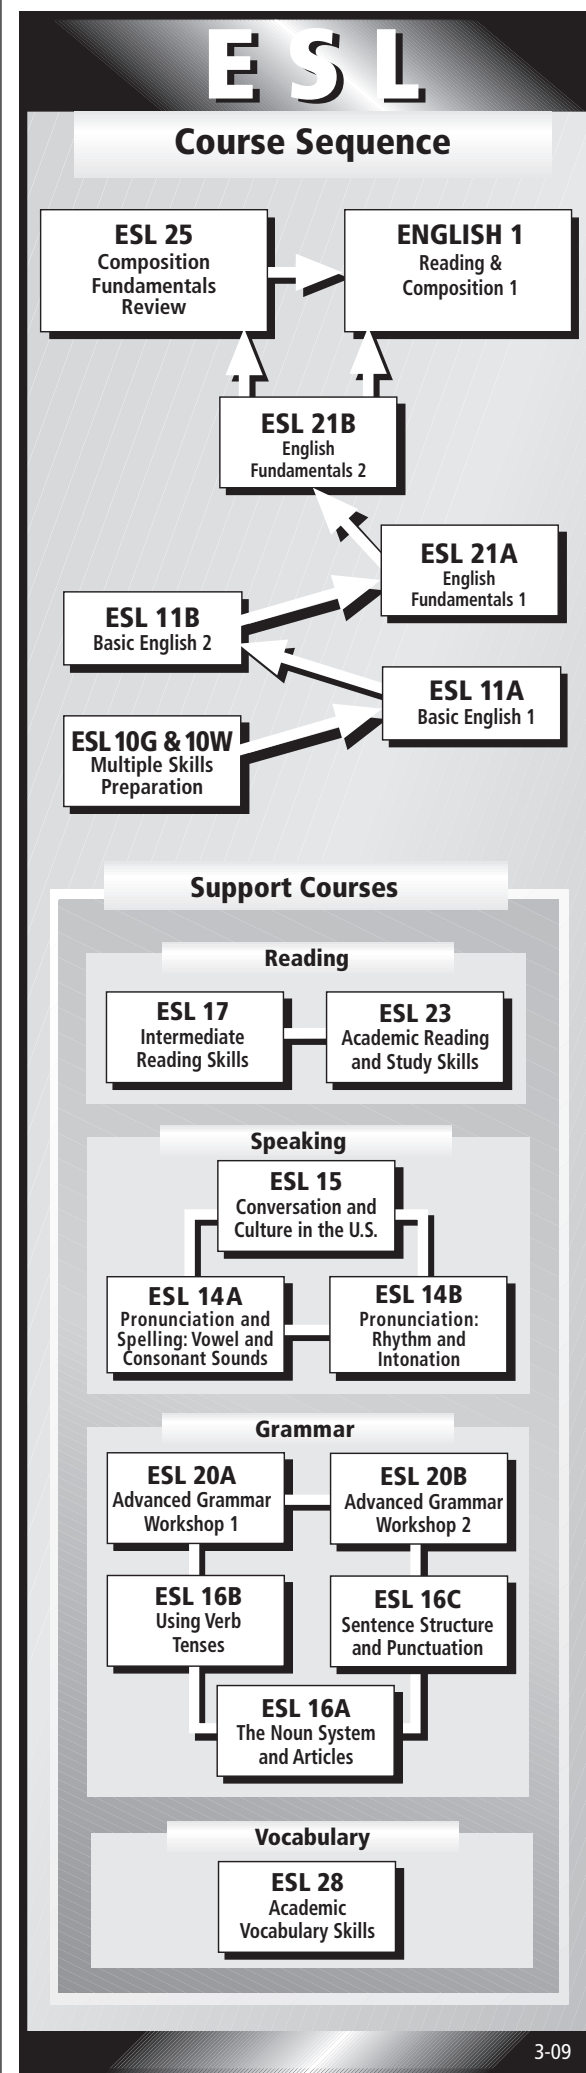 ESL
Course Sequence
ESL 25
Composition
Fundamentals
Review
ENGLISH 1
Reading &
Composition 1
ESL 21B
English
Fundamentals 2
ESL 21A
English
Fundamentals 1
ESL 11B
Basic English 2
ESL 11A
Basic English 1
ESL 10G & 10W
Multiple Skills
Preparation
Support Courses
Reading
ESL 17
Intermediate
Reading Skills
ESL 23
Academic Reading
and Study Skills
Speaking
ESL 15
Conversation and
Culture in the U.S.
ESL 14A
Pronunciation and
Spelling: Vowel and
Consonant Sounds
ESL 14B
Pronunciation:
Rhythm and
Intonation
Grammar
ESL 20A
Advanced Grammar
Workshop 1
ESL 20B
Advanced Grammar
Workshop 2
ESL 16B
Using Verb
Tenses
ESL 16C
Sentence Structure
and Punctuation
ESL 16A
The Noun System
and Articles
Vocabulary
ESL 28
Academic
Vocabulary Skills
3-09